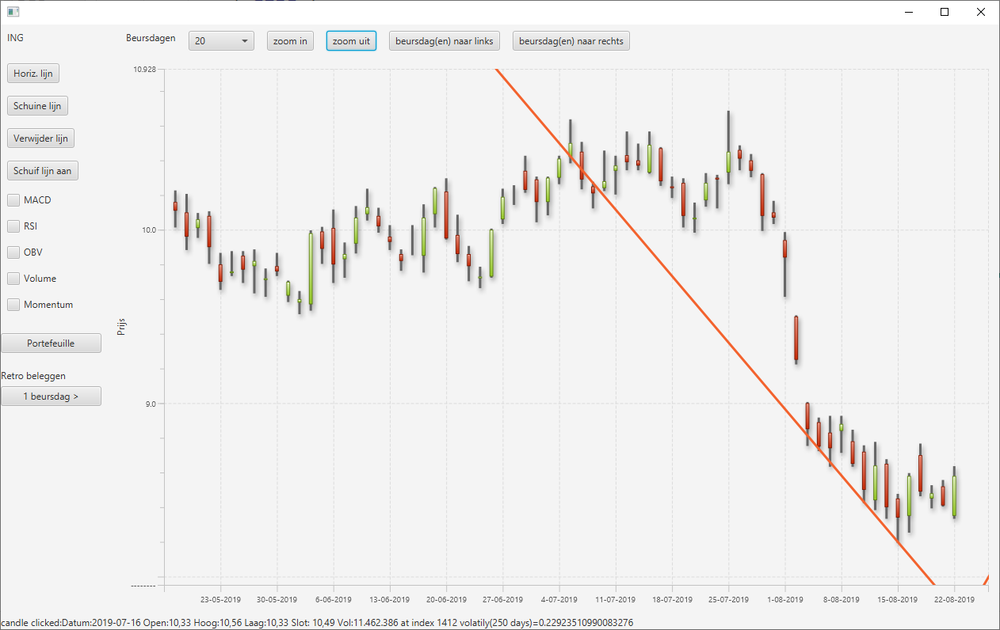 ING
Beursdagen 20 zoom in zoom uit beursdag(en) naar links beursdag(en) naar rechts
Horiz. lijn
Schuine lijn
Verwijder lijn
Schuif lijn aan
MACD
RSI
OBV
Volume
Momentum
Portefeuille
Retro beleggen
1 beursdag >
Prijs
10.928
10.0
9.0
23-05-2019 30-05-2019 6-06-2019 13-06-2019 20-06-2019 27-06-2019 4-07-2019 11-07-2019 18-07-2019 25-07-2019 1-08-2019 8-08-2019 15-08-2019 22-08-2019
candle clicked:Datum:2019-07-16 Open:10,33 Hoog:10,56 Laag:10,33 Slot: 10,49 Vol:11.462.386 at index 1412 volatily(250 days)=0.22923510990083276